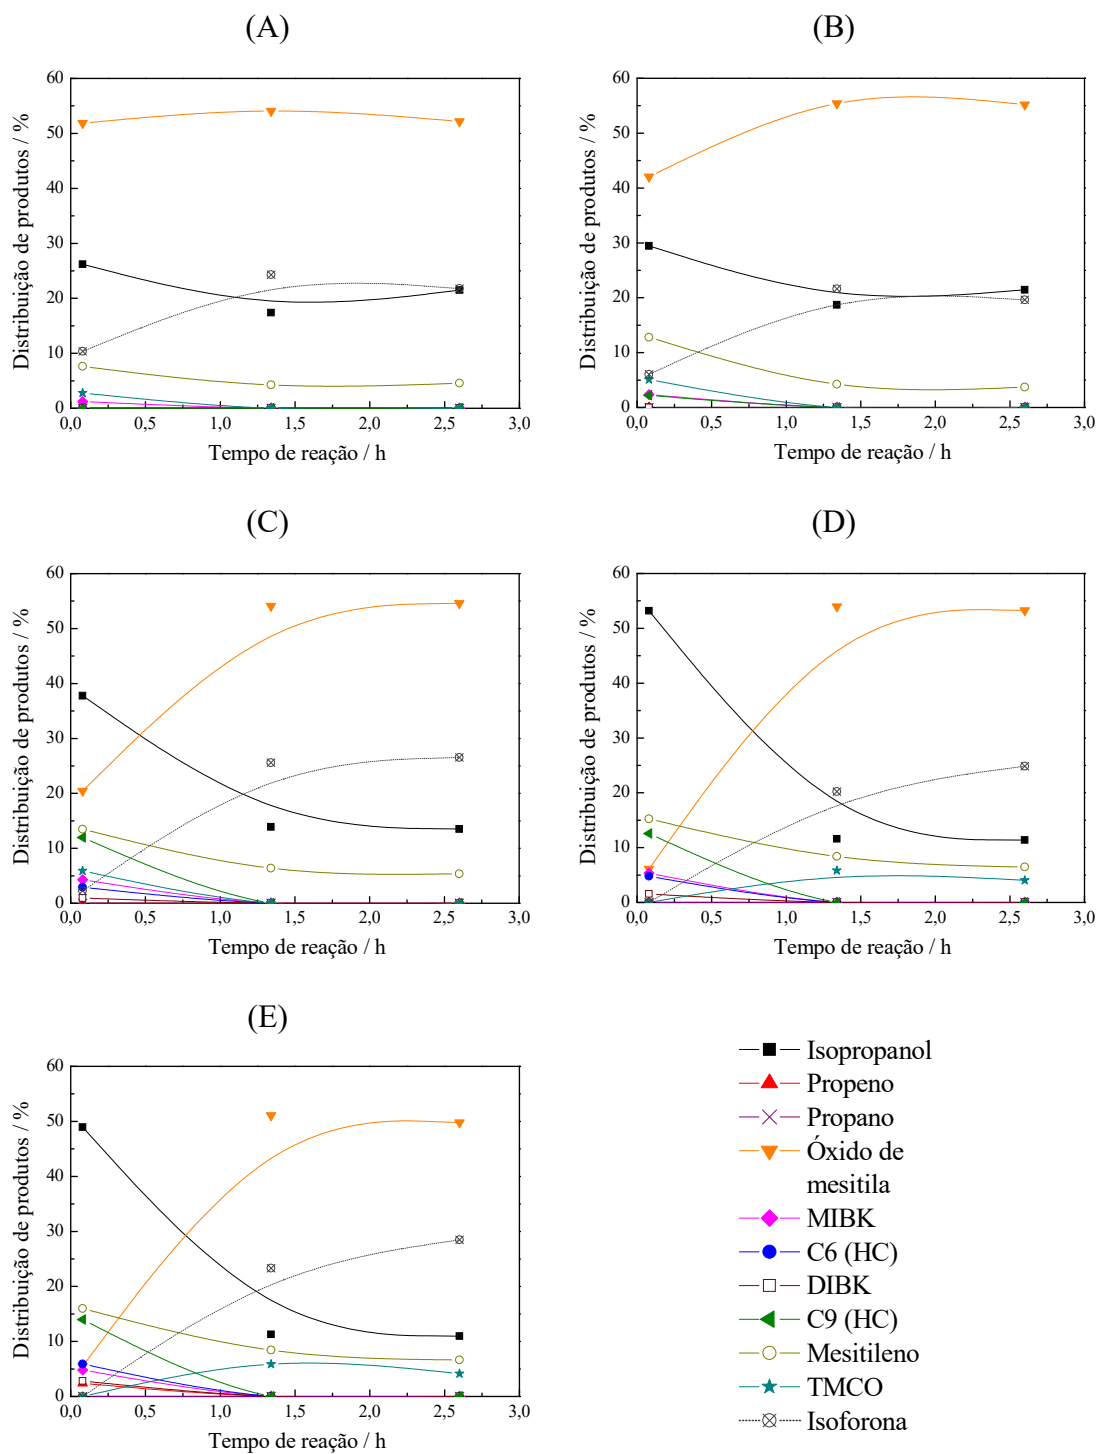 (A)
60
50
40
30
20
10
0
0,0 0,5 1,0 1,5 2,0 2,5 3,0
Distribuição de produtos / %
Tempo de reação / h
(B)
60
50
40
30
20
10
0
0,0 0,5 1,0 1,5 2,0 2,5 3,0
Distribuição de produtos / %
Tempo de reação / h
(C)
60
50
40
30
20
10
0
0,0 0,5 1,0 1,5 2,0 2,5 3,0
Distribuição de produtos / %
Tempo de reação / h
(D)
60
50
40
30
20
10
0
0,0 0,5 1,0 1,5 2,0 2,5 3,0
Distribuição de produtos / %
Tempo de reação / h
(E)
60
50
40
30
20
10
0
0,0 0,5 1,0 1,5 2,0 2,5 3,0
Distribuição de produtos / %
Tempo de reação / h
Isopropanol
Propeno
Propano
Óxido de
mesitila
MIBK
C6 (HC)
DIBK
C9 (HC)
Mesitileno
TMCO
Isoforona